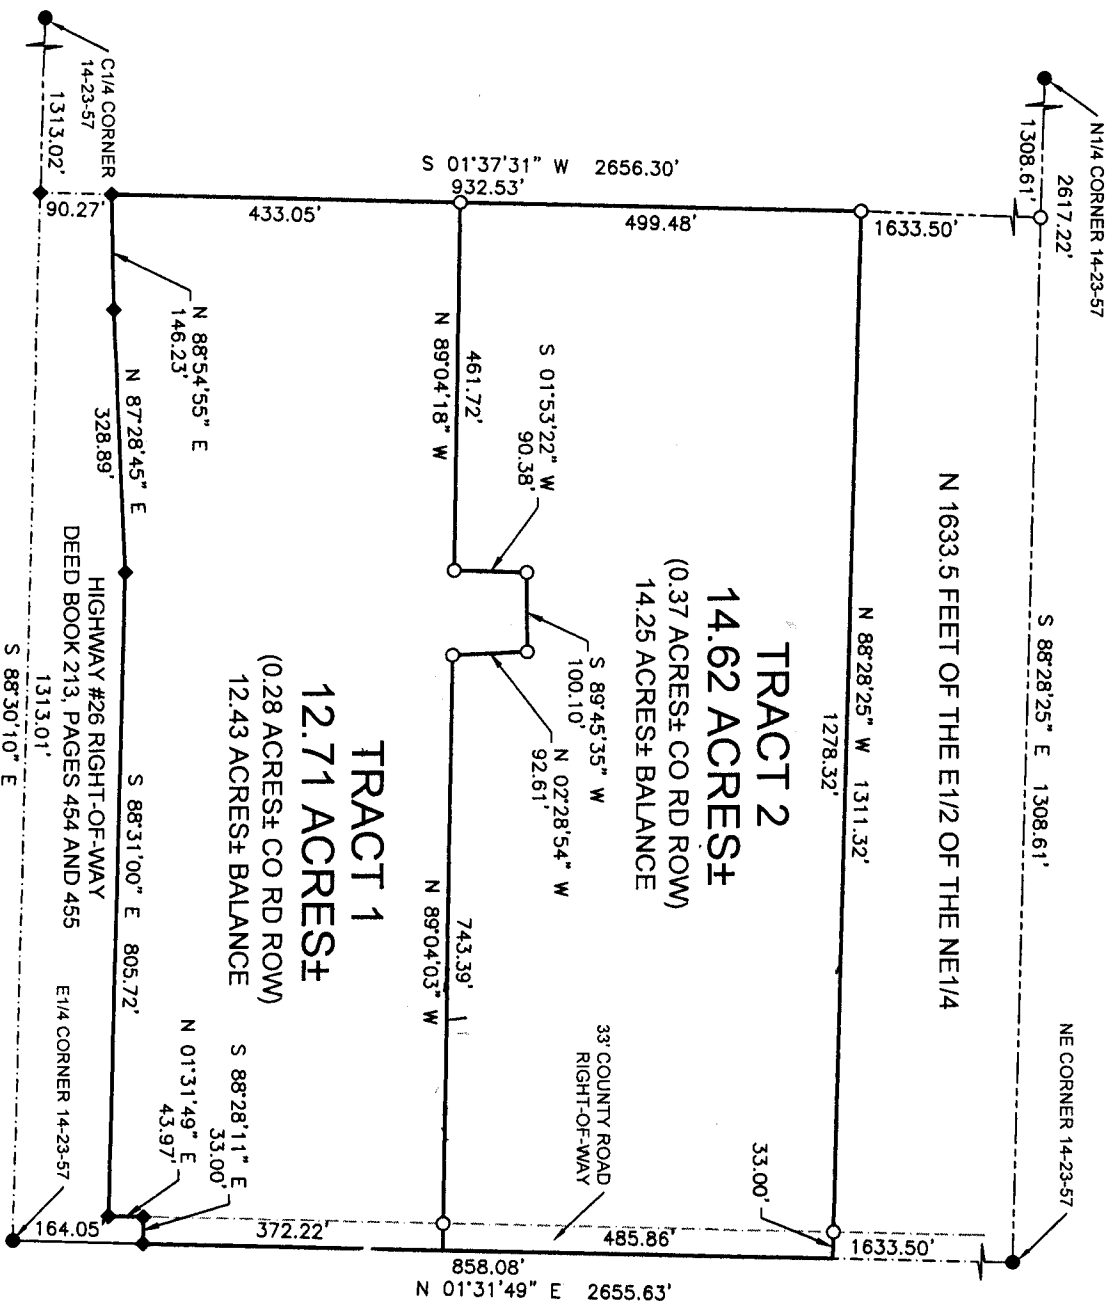 N1/4 CORNER 14-23-57
2617.22'
1308.61'
S 88°28'25" E 1308.61'
NE CORNER 14-23-57
N 1633.5 FEET OF THE E1/2 OF THE NE1/4
1633.50'
1633.50'
N 88°28'25" W 1311.32'
1278.32'
33.00'
S 01°37'31" W 2656.30'
932.53'
499.48'
433.05'
90.27'
TRACT 2
14.62 ACRES±
(0.37 ACRES± CO RD ROW)
14.25 ACRES± BALANCE
33' COUNTY ROAD
RIGHT-OF-WAY
485.86'
S 89°45'35" W
100.10'
S 01°53'22" W
90.38'
N 02°28'54" W
92.61'
461.72'
N 89°04'18" W
743.39'
N 89°04'03" W
TRACT 1
12.71 ACRES±
(0.28 ACRES± CO RD ROW)
12.43 ACRES± BALANCE
372.22'
858.08'
N 01°31'49" E 2655.63'
164.05'
S 88°28'11" E
33.00'
N 01°31'49" E
43.97'
N 88°54'55" E
146.23'
N 87°28'45" E
328.89'
S 88°31'00" E 805.72'
HIGHWAY #26 RIGHT-OF-WAY
DEED BOOK 213, PAGES 454 AND 455
C1/4 CORNER
14-23-57
1313.02'
1313.01'
S 88°30'10" E
E1/4 CORNER 14-23-57